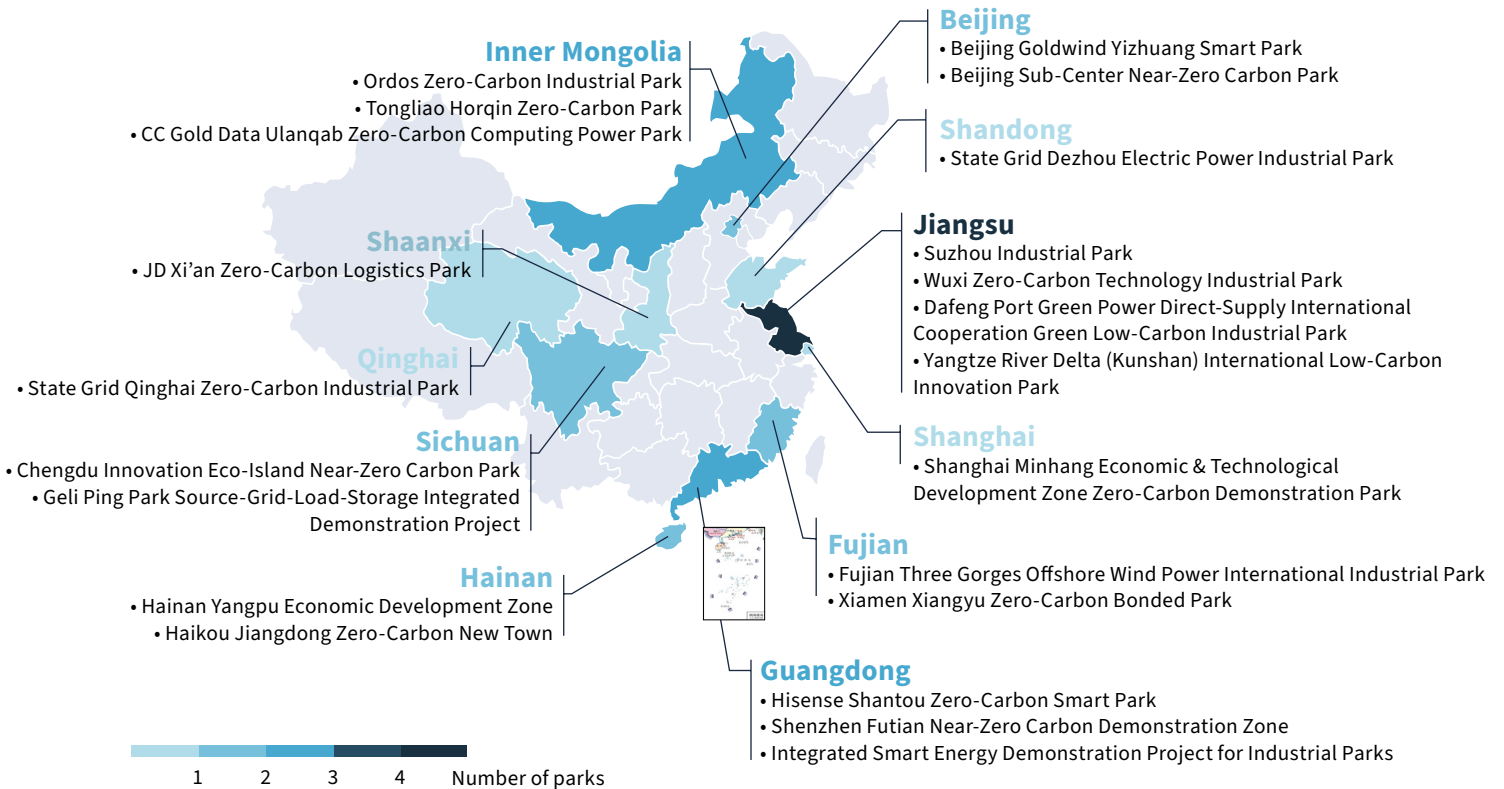 Inner Mongolia
• Ordos Zero-Carbon Industrial Park
• Tongliao Horqin Zero-Carbon Park
• CC Gold Data Ulanqab Zero-Carbon Computing Power Park
Beijing
• Beijing Goldwind Yizhuang Smart Park
• Beijing Sub-Center Near-Zero Carbon Park
Shandong
• State Grid Dezhou Electric Power Industrial Park
Shaanxi
• JD Xi’an Zero-Carbon Logistics Park
Jiangsu
• Suzhou Industrial Park
• Wuxi Zero-Carbon Technology Industrial Park
• Dafeng Port Green Power Direct-Supply International
Cooperation Green Low-Carbon Industrial Park
• Yangtze River Delta (Kunshan) International Low-Carbon
Innovation Park
Qinghai
• State Grid Qinghai Zero-Carbon Industrial Park
Shanghai
• Shanghai Minhang Economic & Technological
Development Zone Zero-Carbon Demonstration Park
Sichuan
• Chengdu Innovation Eco-Island Near-Zero Carbon Park
• Geli Ping Park Source-Grid-Load-Storage Integrated
Demonstration Project
Fujian
• Fujian Three Gorges Offshore Wind Power International Industrial Park
• Xiamen Xiangyu Zero-Carbon Bonded Park
Hainan
• Hainan Yangpu Economic Development Zone
• Haikou Jiangdong Zero-Carbon New Town
Guangdong
• Hisense Shantou Zero-Carbon Smart Park
• Shenzhen Futian Near-Zero Carbon Demonstration Zone
• Integrated Smart Energy Demonstration Project for Industrial Parks
1 2 3 4 Number of parks